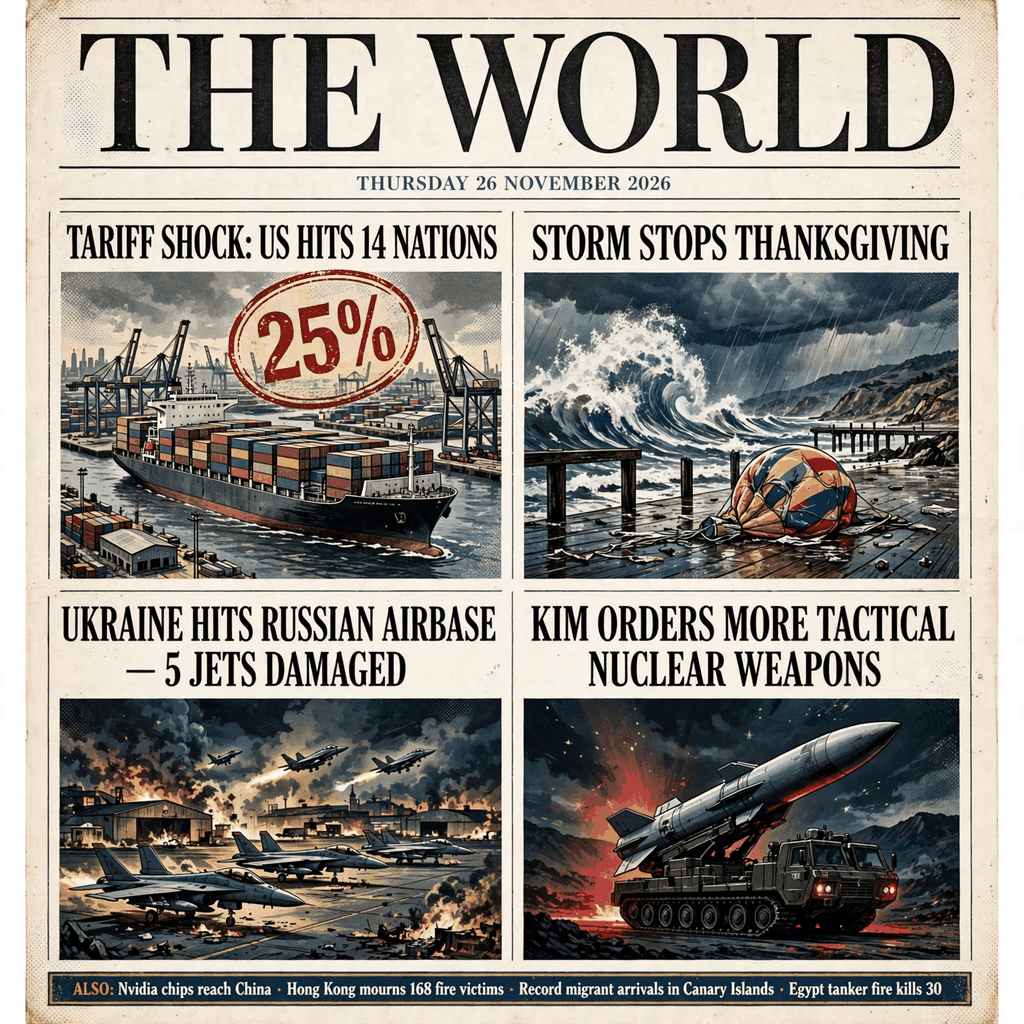 THE WORLD
THURSDAY 26 NOVEMBER 2026
TARIFF SHOCK: US HITS 14 NATIONS
25%
STORM STOPS THANKSGIVING
UKRAINE HITS RUSSIAN AIRBASE
— 5 JETS DAMAGED
KIM ORDERS MORE TACTICAL
NUCLEAR WEAPONS
ALSO: Nvidia chips reach China · Hong Kong mourns 168 fire victims · Record migrant arrivals in Canary Islands · Egypt tanker fire kills 30